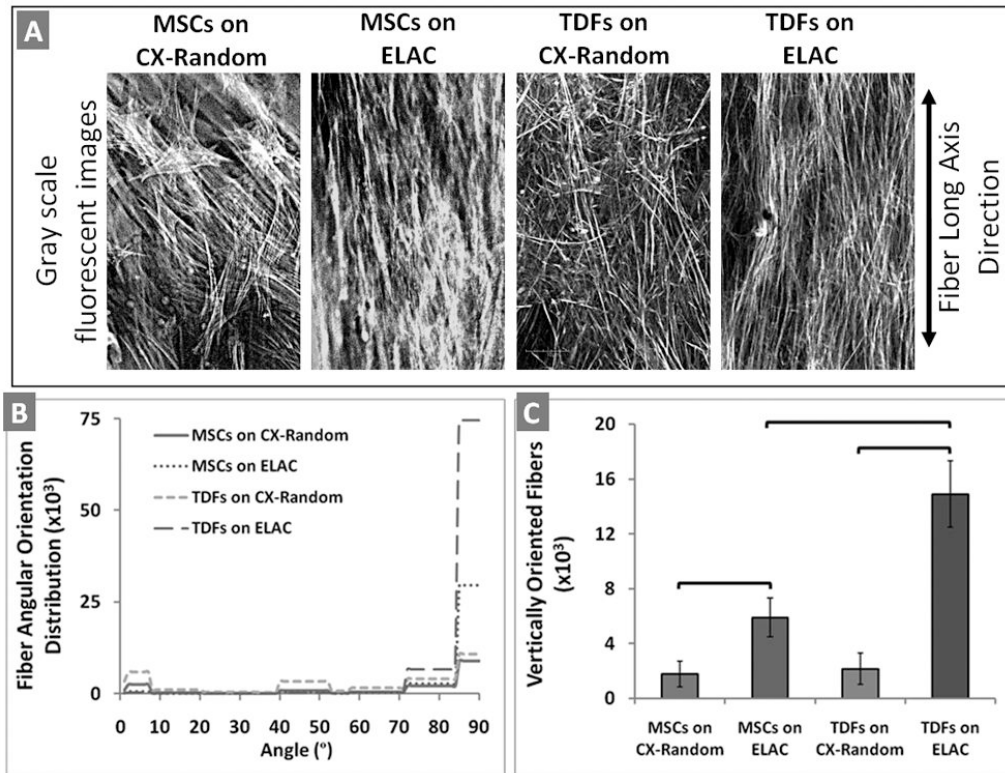 A
MSCs on
CX-Random
MSCs on
ELAC
TDFs on
CX-Random
TDFs on
ELAC
Gray scale
fluorescent images
Fiber Long Axis
Direction
B
Fiber Angular Orientation
Distribution (x10³)
75
50
25
0
MSCs on CX-Random
MSCs on ELAC
TDFs on CX-Random
TDFs on ELAC
0 10 20 30 40 50 60 70 80 90
Angle (°)
C
Vertically Oriented Fibers
(x10³)
20
16
12
8
4
0
MSCs on
CX-Random
MSCs on
ELAC
TDFs on
CX-Random
TDFs on
ELAC